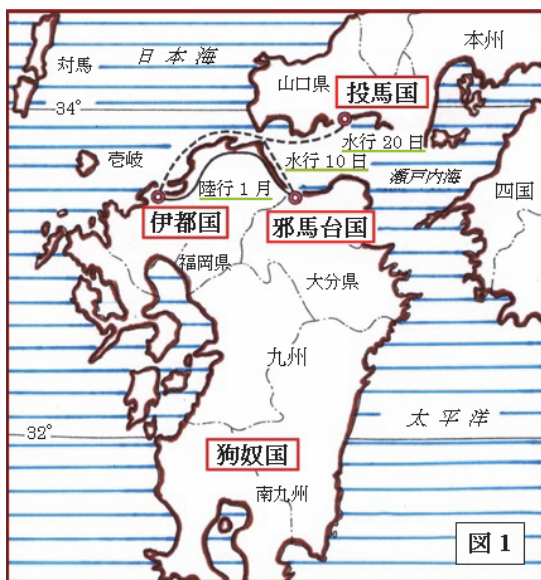 本州
日本海
対馬
山口県
投馬国
34°
水行20日
壱岐
水行10日
瀬戸内海
陸行1月
四国
伊都国
邪馬台国
福岡県
大分県
九州
太平洋
32°
狗奴国
南九州
図1